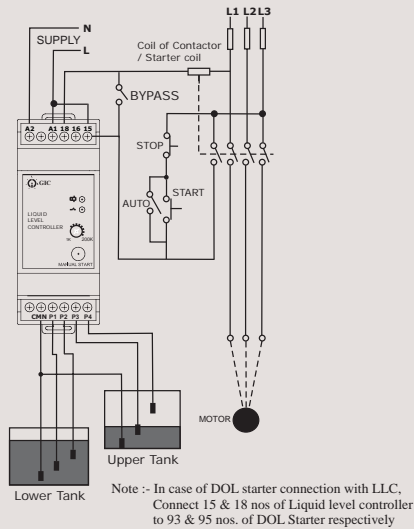 L1 L2 L3
N
SUPPLY
L
Coil of Contactor
/ Starter coil
BYPASS
A2 A1 18 16 15
STOP
START
AUTO
GIC
LIQUID
LEVEL
CONTROLLER
1K 200K
MANUAL START
CMN P1 P2 P3 P4
MOTOR
Upper Tank
Lower Tank
Note :- In case of DOL starter connection with LLC,
Connect 15 & 18 nos of Liquid level controller
to 93 & 95 nos. of DOL Starter respectively